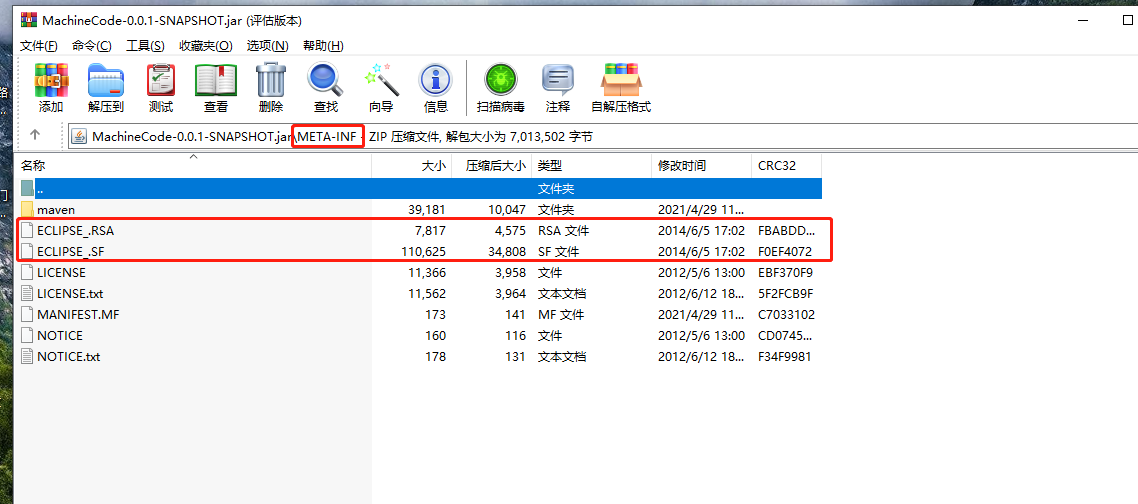 MachineCode-0.0.1-SNAPSHOT.jar (评估版本)
文件(F) 命令(C) 工具(S) 收藏夹(O) 选项(N) 帮助(H)
添加 解压到 测试 查看 删除 查找 向导 信息 扫描病毒 注释 自解压格式
MachineCode-0.0.1-SNAPSHOT.jar\META-INF - ZIP 压缩文件, 解包大小为 7,013,502 字节
名称 大小 压缩后大小 类型 修改时间 CRC32
.. 文件夹
maven 39,181 10,047 文件夹 2021/4/29 11...
ECLIPSE_.RSA 7,817 4,575 RSA 文件 2014/6/5 17:02 FBABDD...
ECLIPSE_.SF 110,625 34,808 SF 文件 2014/6/5 17:02 F0EF4072
LICENSE 11,366 3,958 文件 2012/5/6 13:00 EBF370F9
LICENSE.txt 11,562 3,964 文本文档 2012/6/12 18... 5F2FCB9F
MANIFEST.MF 173 141 MF 文件 2021/4/29 11... C7033102
NOTICE 160 116 文件 2012/5/6 13:00 CD0745...
NOTICE.txt 178 131 文本文档 2012/6/12 18... F34F9981